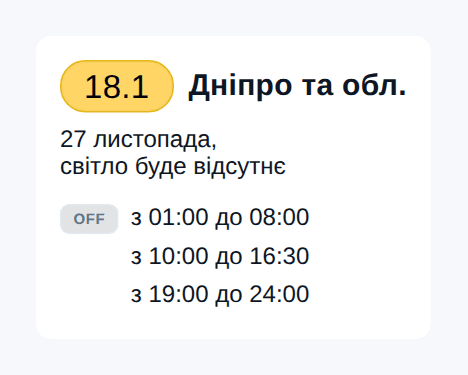 18.1 Дніпро та обл.
27 листопада,
світло буде відсутнє
OFF з 01:00 до 08:00
з 10:00 до 16:30
з 19:00 до 24:00